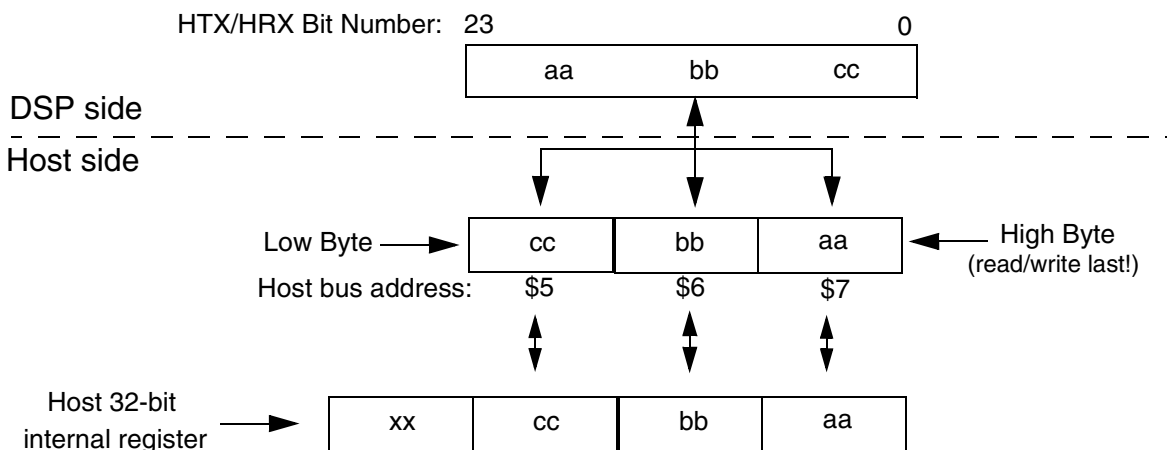 HTX/HRX Bit Number: 23 0
aa bb cc
DSP side
Host side
Low Byte cc bb aa High Byte
(read/write last!)
Host bus address: $5 $6 $7
Host 32-bit
internal register
xx cc bb aa